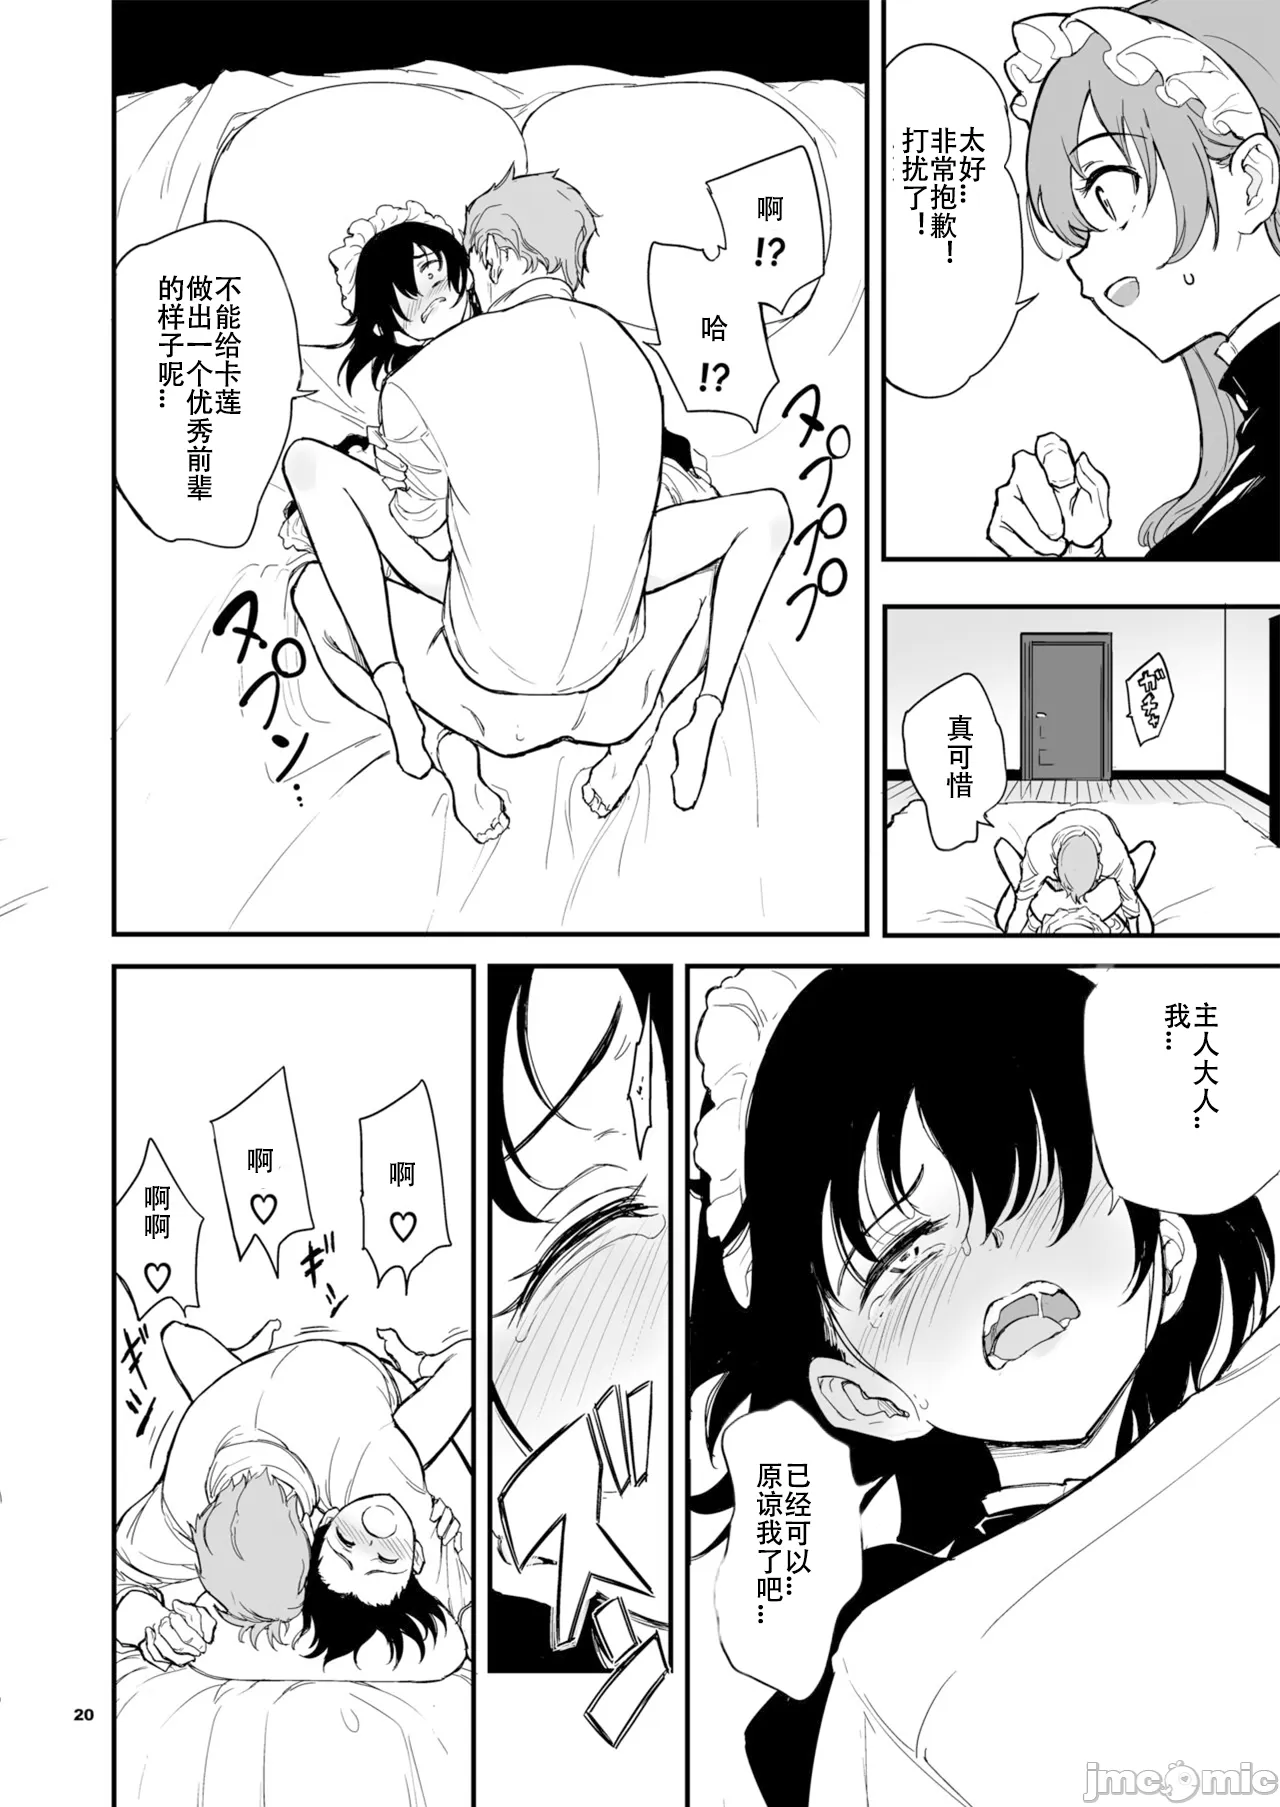 太好…
非常抱歉！
打扰了！
ガチャ
真可惜
啊
!?
哈
!?
ヌプププ
不能给卡莲
做出一个优秀前辈
的样子呢…
ヌプン…
主人大人…
我…
已经可以…
原谅我了吧…
啊
♡
啊
♡
啊啊
♡
ギシ
ギシ
20
jmcomic